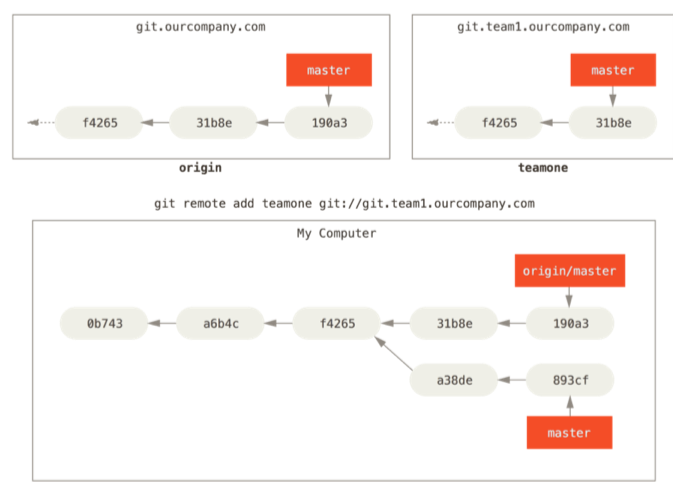 git.ourcompany.com
master
f4265
31b8e
190a3
origin
git.team1.ourcompany.com
master
f4265
31b8e
teamone
git remote add teamone git://git.team1.ourcompany.com
My Computer
origin/master
0b743
a6b4c
f4265
31b8e
190a3
a38de
893cf
master